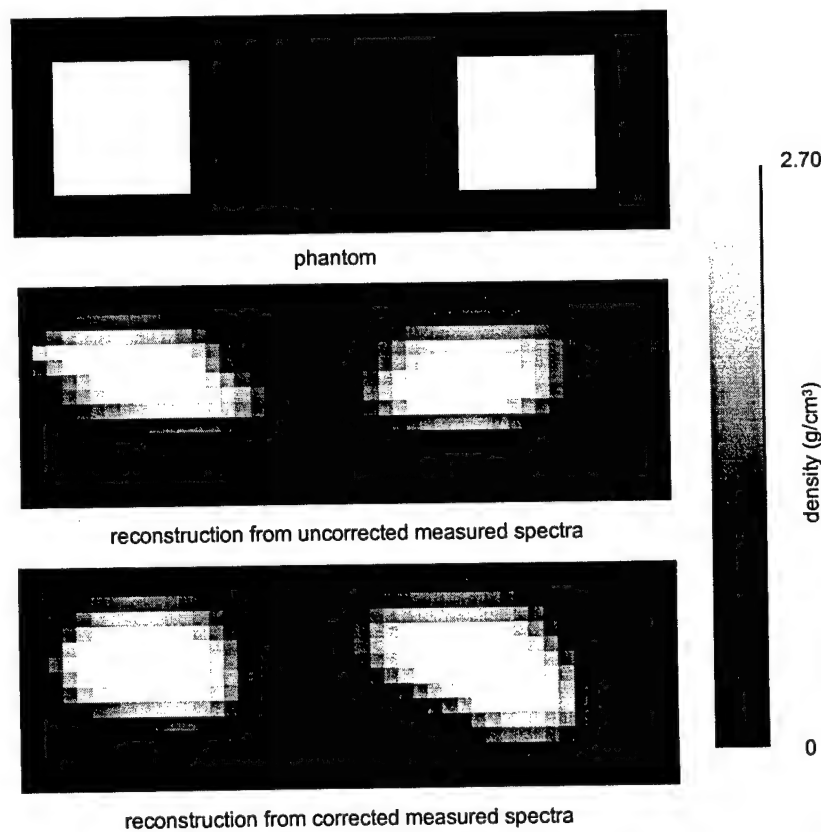 phantom
2.70
reconstruction from uncorrected measured spectra
density (g/cm³)
0
reconstruction from corrected measured spectra